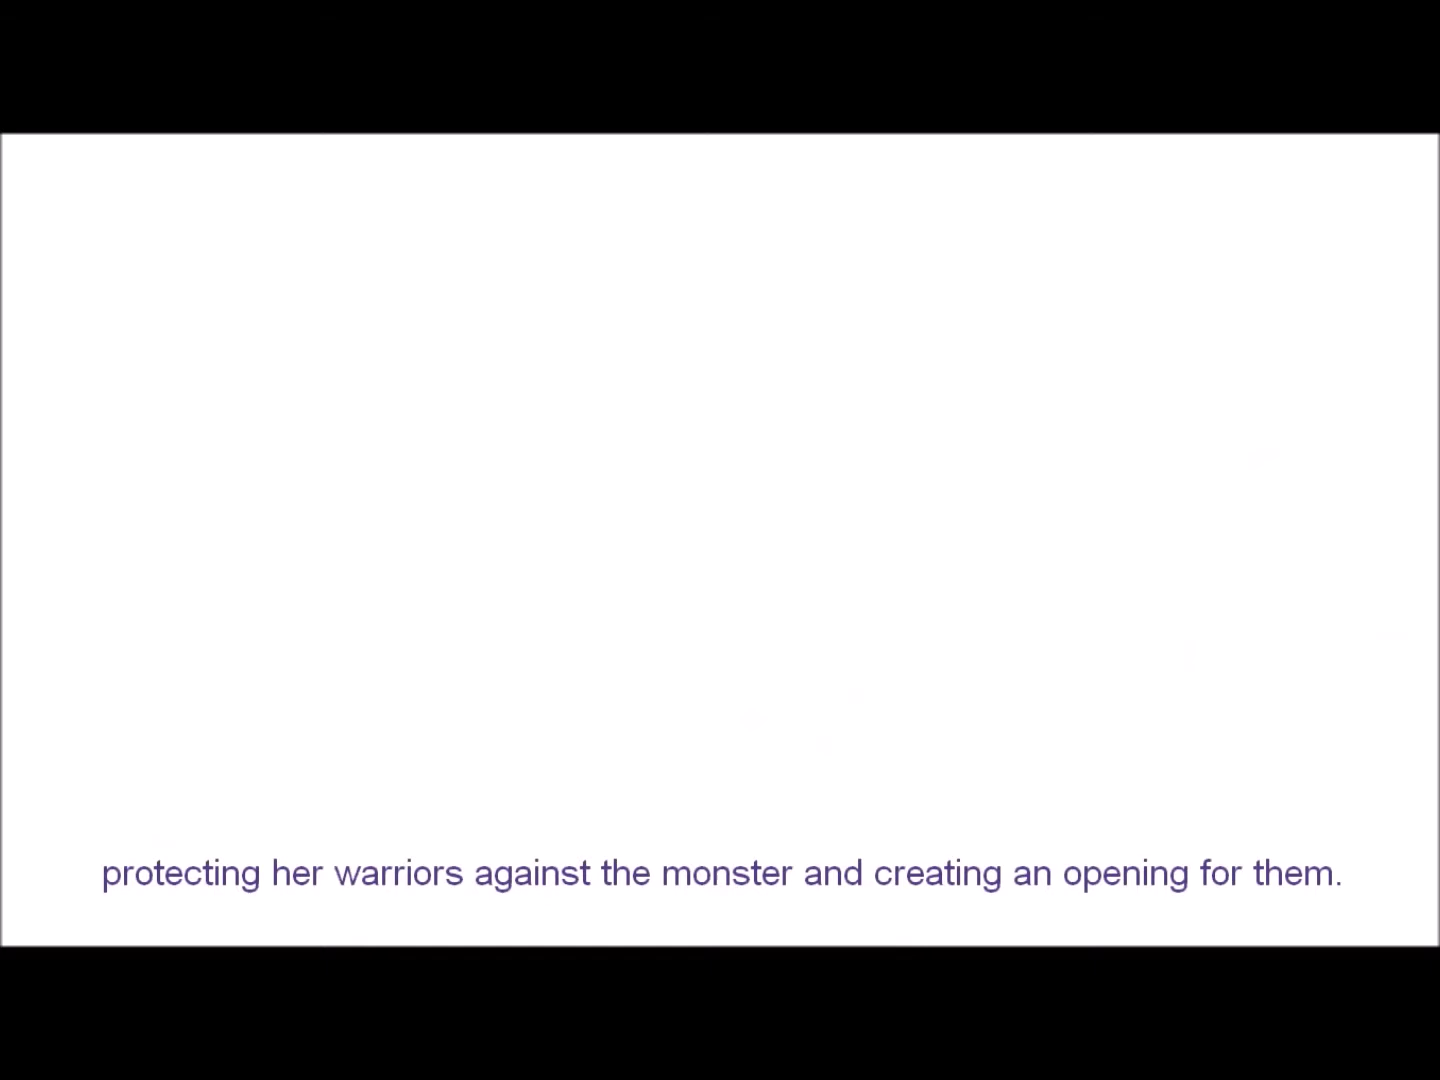 protecting her warriors against the monster and creating an opening for them.